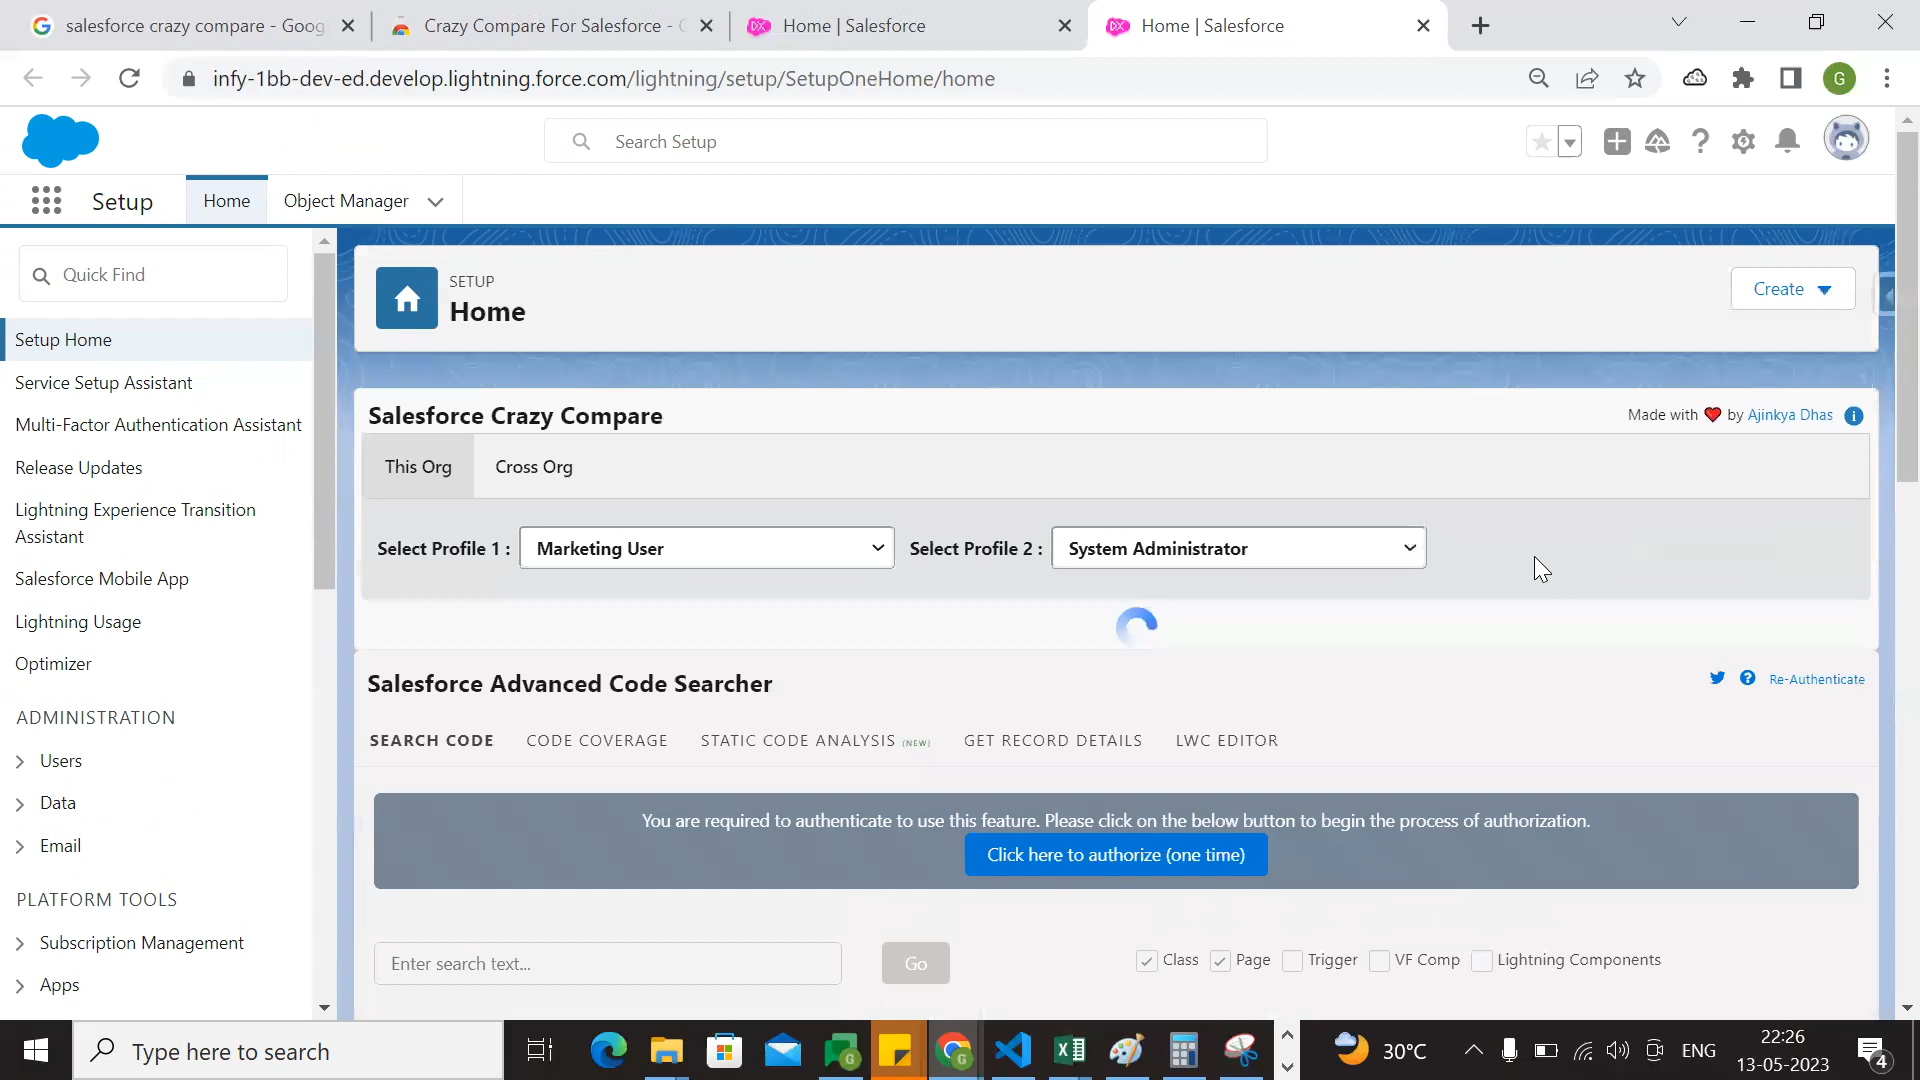 salesforce crazy compare - Goog
Crazy Compare For Salesforce - C
Home | Salesforce
Home | Salesforce
infy-1bb-dev-ed.develop.lightning.force.com/lightning/setup/SetupOneHome/home
G
Search Setup
Setup
Home
Object Manager
Quick Find
Setup Home
Service Setup Assistant
Multi-Factor Authentication Assistant
Release Updates
Lightning Experience Transition
Assistant
Salesforce Mobile App
Lightning Usage
Optimizer
ADMINISTRATION
Users
Data
Email
PLATFORM TOOLS
Subscription Management
Apps
SETUP
Home
Create
Salesforce Crazy Compare
Made with ❤ by Ajinkya Dhas
This Org
Cross Org
Select Profile 1 :
Marketing User
Select Profile 2 :
System Administrator
Salesforce Advanced Code Searcher
Re-Authenticate
SEARCH CODE
CODE COVERAGE
STATIC CODE ANALYSIS (NEW)
GET RECORD DETAILS
LWC EDITOR
You are required to authenticate to use this feature. Please click on the below button to begin the process of authorization.
Click here to authorize (one time)
Enter search text...
Go
Class
Page
Trigger
VF Comp
Lightning Components
Type here to search
30°C
ENG
22:26
13-05-2023
4